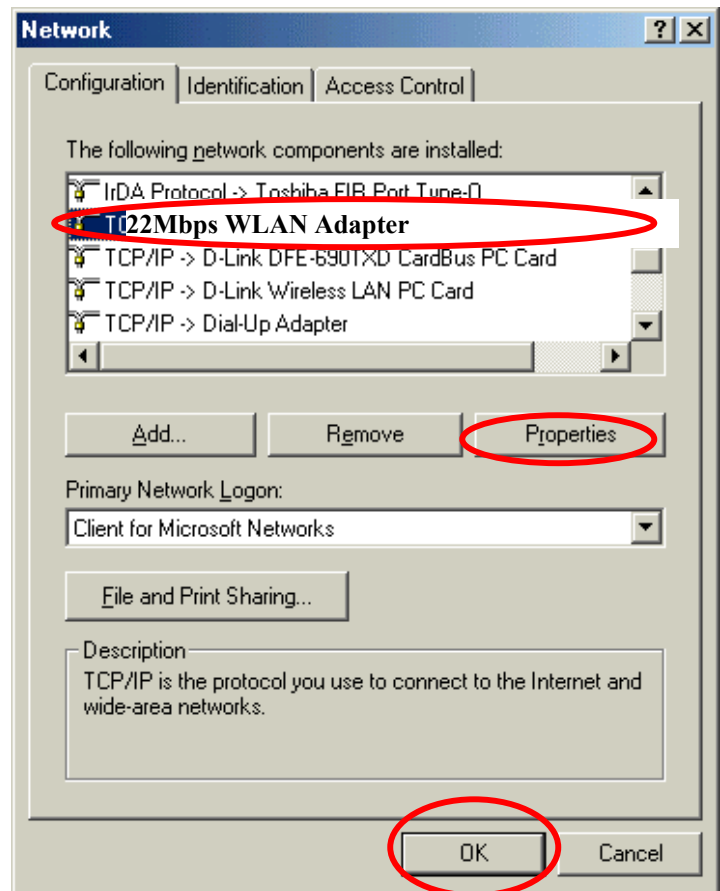 Network
Configuration Identification Access Control
The following network components are installed:
IrDA Protocol -> Toshiba FIR Port Type-O
TC22Mbps WLAN Adapter
TCP/IP -> D-Link DFE-690TXD CardBus PC Card
TCP/IP -> D-Link Wireless LAN PC Card
TCP/IP -> Dial-Up Adapter
Add... Remove Properties
Primary Network Logon:
Client for Microsoft Networks
File and Print Sharing...
Description
TCP/IP is the protocol you use to connect to the Internet and
wide-area networks.
OK Cancel